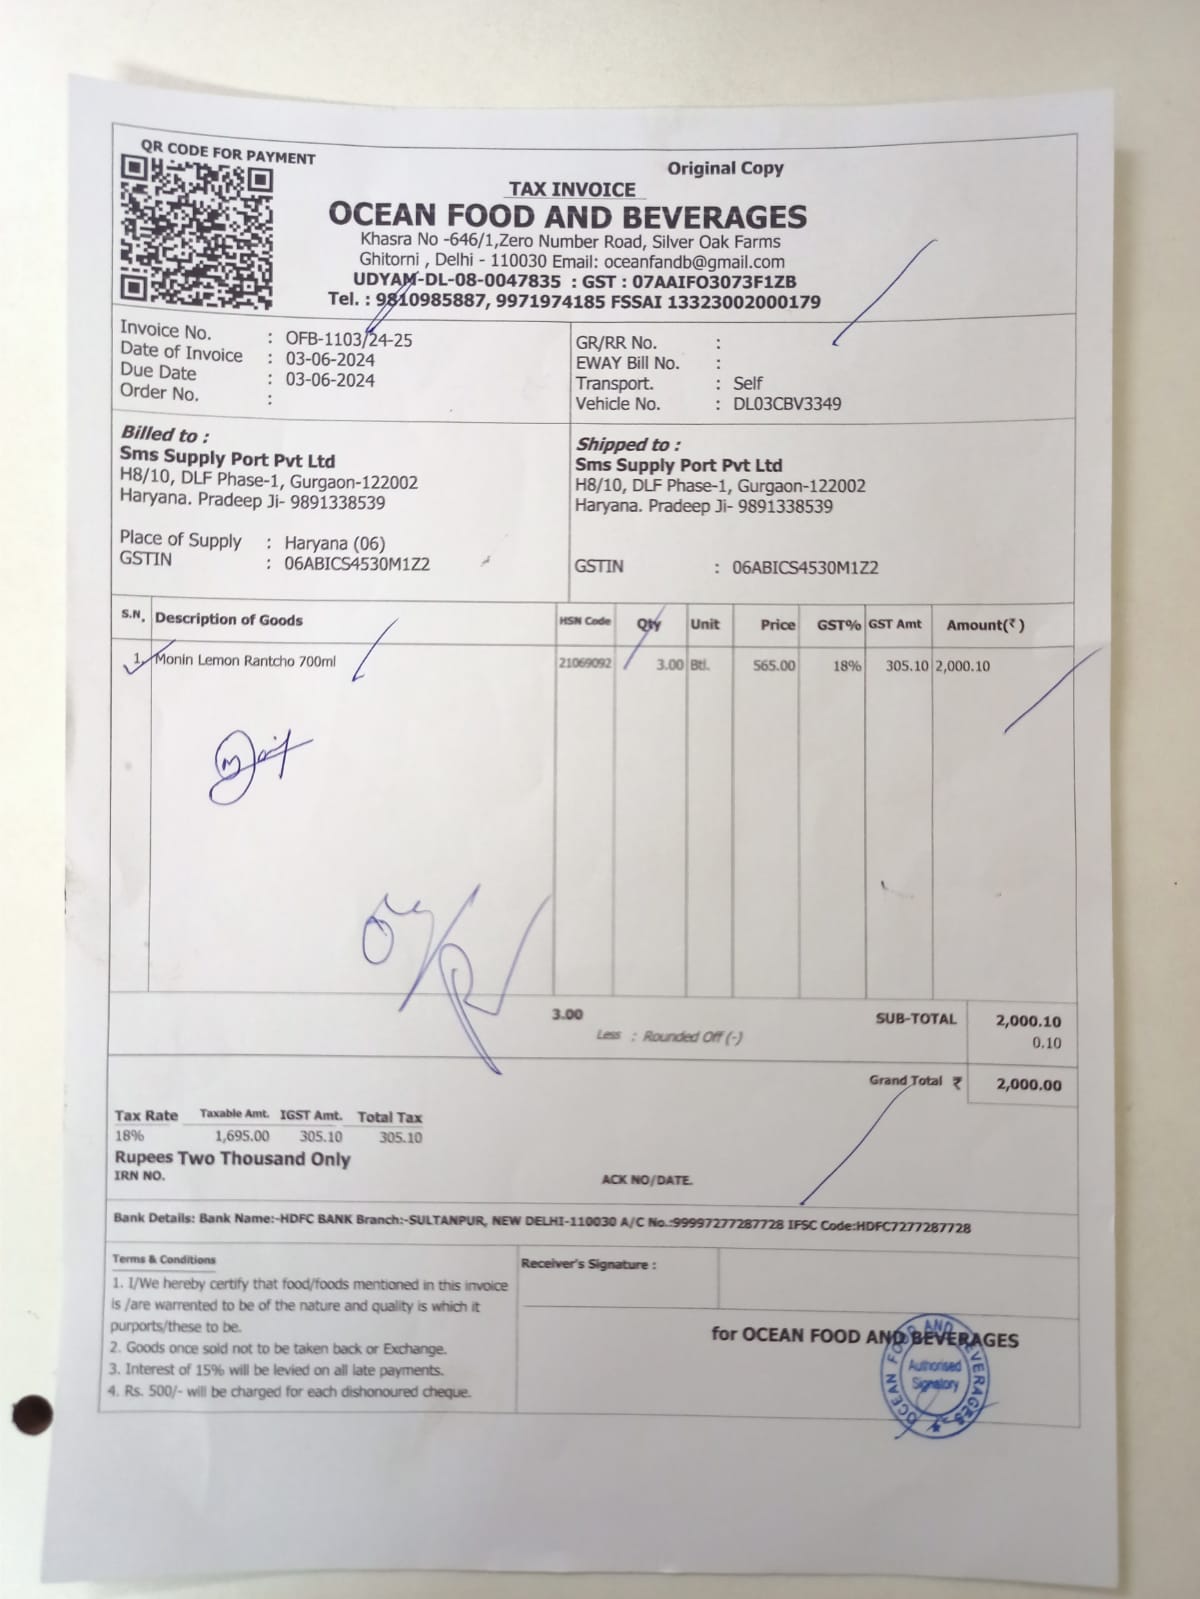 QR CODE FOR PAYMENT
Original Copy
TAX INVOICE
OCEAN FOOD AND BEVERAGES
Khasra No -646/1,Zero Number Road, Silver Oak Farms
Ghitorni , Delhi - 110030 Email: oceanfandb@gmail.com
UDYAM-DL-08-0047835 : GST : 07AAIFO3073F1ZB
Tel. : 9810985887, 9971974185 FSSAI 13323002000179
Invoice No. : OFB-1103/24-25
Date of Invoice : 03-06-2024
Due Date : 03-06-2024
Order No. :
GR/RR No. :
EWAY Bill No. :
Transport. : Self
Vehicle No. : DL03CBV3349
Billed to :
Sms Supply Port Pvt Ltd
H8/10, DLF Phase-1, Gurgaon-122002
Haryana. Pradeep Ji- 9891338539
Place of Supply : Haryana (06)
GSTIN : 06ABICS4530M1Z2
Shipped to :
Sms Supply Port Pvt Ltd
H8/10, DLF Phase-1, Gurgaon-122002
Haryana. Pradeep Ji- 9891338539
GSTIN : 06ABICS4530M1Z2
S.N. Description of Goods HSN Code Qty Unit Price GST% GST Amt Amount(₹)
1. Monin Lemon Rantcho 700ml 21069092 3.00 Btl. 565.00 18% 305.10 2,000.10
3.00 SUB-TOTAL 2,000.10
Less : Rounded Off (-) 0.10
Grand Total ₹ 2,000.00
Tax Rate Taxable Amt. IGST Amt. Total Tax
18% 1,695.00 305.10 305.10
Rupees Two Thousand Only
IRN NO. ACK NO/DATE.
Bank Details: Bank Name:-HDFC BANK Branch:-SULTANPUR, NEW DELHI-110030 A/C No.:99997277287728 IFSC Code:HDFC7277287728
Terms & Conditions
1. I/We hereby certify that food/foods mentioned in this invoice
is /are warrented to be of the nature and quality is which it
purports/these to be.
2. Goods once sold not to be taken back or Exchange.
3. Interest of 15% will be levied on all late payments.
4. Rs. 500/- will be charged for each dishonoured cheque.
Receiver's Signature :
for OCEAN FOOD AND BEVERAGES
OCEAN FOOD AND BEVERAGES
Authorised
Signatory